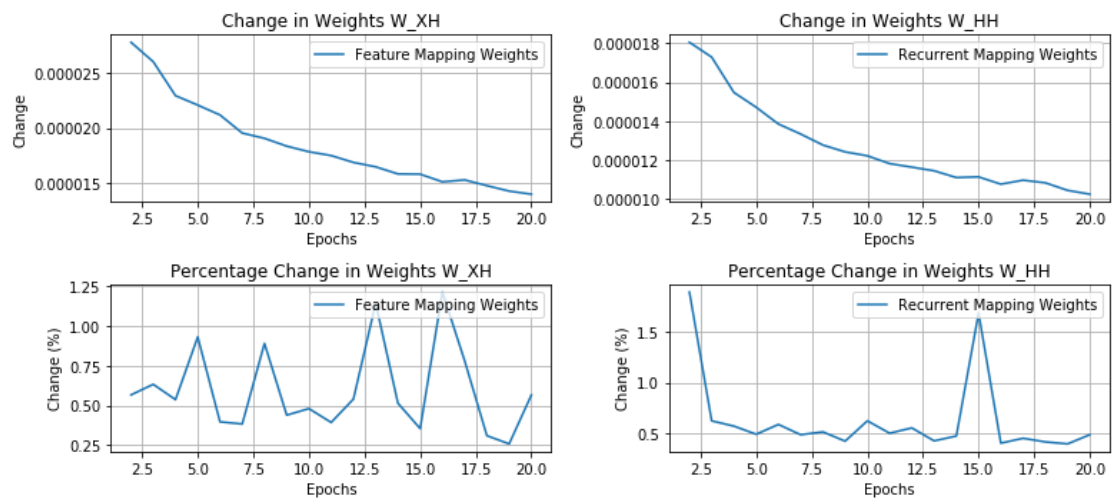 Change in Weights W_XH
Feature Mapping Weights
0.000025
0.000020
0.000015
Change
2.5 5.0 7.5 10.0 12.5 15.0 17.5 20.0
Epochs
Change in Weights W_HH
Recurrent Mapping Weights
0.000018
0.000016
0.000014
0.000012
0.000010
Change
2.5 5.0 7.5 10.0 12.5 15.0 17.5 20.0
Epochs
Percentage Change in Weights W_XH
Feature Mapping Weights
1.25
1.00
0.75
0.50
0.25
Change (%)
2.5 5.0 7.5 10.0 12.5 15.0 17.5 20.0
Epochs
Percentage Change in Weights W_HH
Recurrent Mapping Weights
1.5
1.0
0.5
Change (%)
2.5 5.0 7.5 10.0 12.5 15.0 17.5 20.0
Epochs